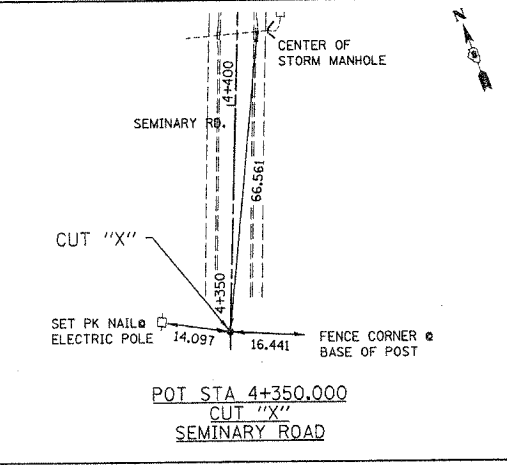 N
CENTER OF
STORM MANHOLE
4+400
SEMINARY RD.
66.561
CUT "X"
4+350
SET PK NAIL@
ELECTRIC POLE
14.097
16.441
FENCE CORNER @
BASE OF POST
POT STA 4+350.000
CUT "X"
SEMINARY ROAD